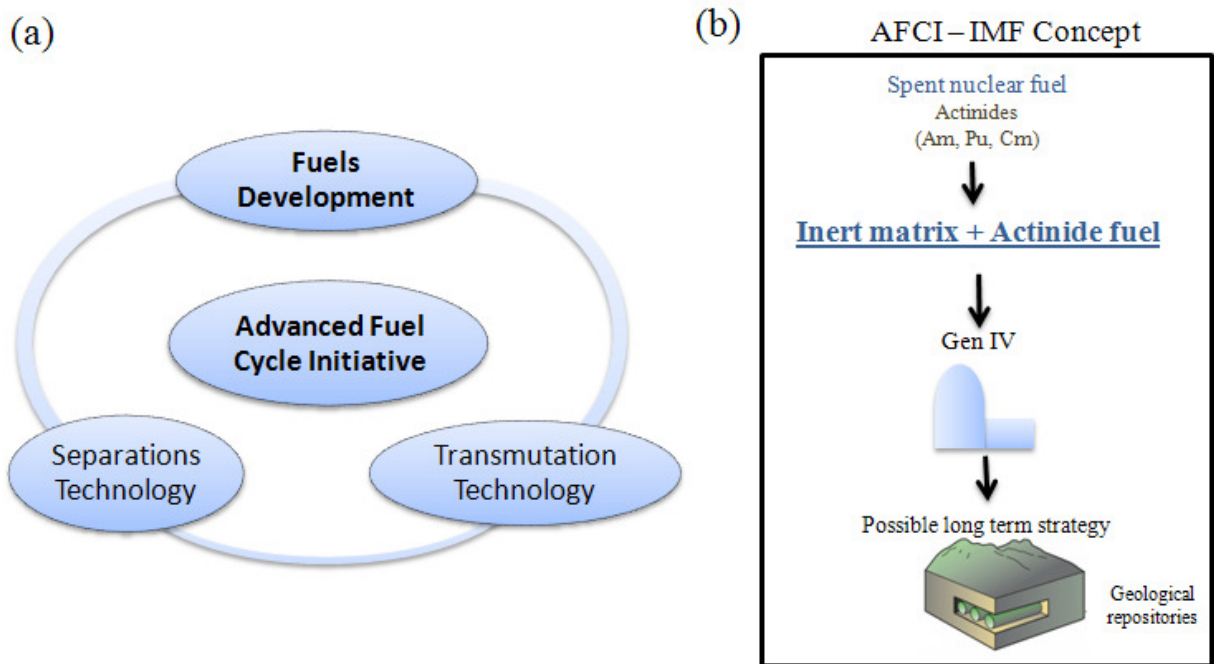 (a)
Fuels
Development
Advanced Fuel
Cycle Initiative
Separations
Technology
Transmutation
Technology
(b)
AFCI – IMF Concept
Spent nuclear fuel
Actinides
(Am, Pu, Cm)
Inert matrix + Actinide fuel
Gen IV
Possible long term strategy
Geological
repositories